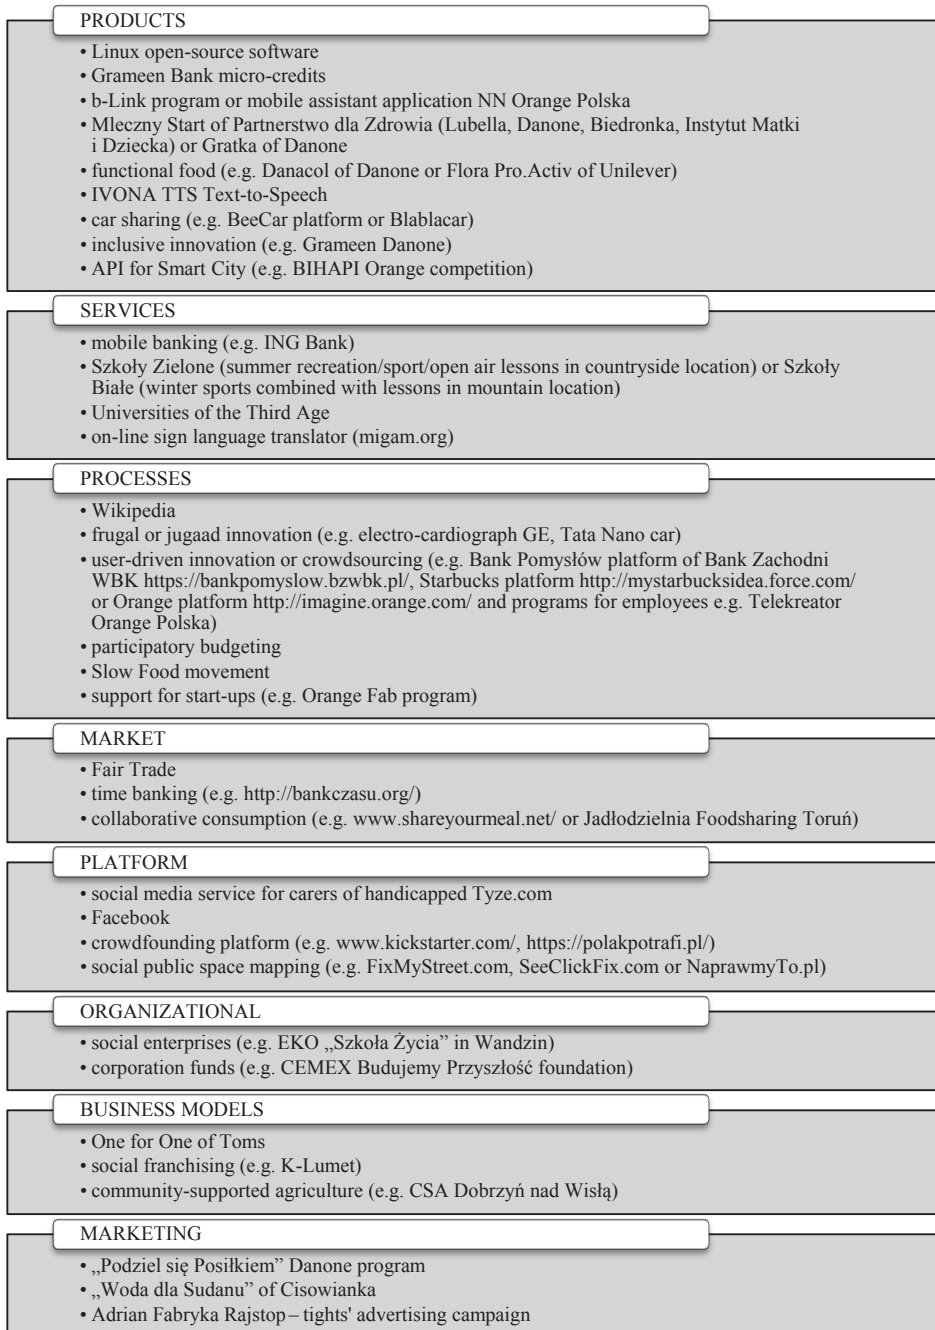 PRODUCTS
• Linux open-source software
• Grameen Bank micro-credits
• b-Link program or mobile assistant application NN Orange Polska
• Mleczny Start of Partnerstwo dla Zdrowia (Lubella, Danone, Biedronka, Instytut Matki
i Dziecka) or Gratka of Danone
• functional food (e.g. Danacol of Danone or Flora Pro.Activ of Unilever)
• IVONA TTS Text-to-Speech
• car sharing (e.g. BeeCar platform or Blablacar)
• inclusive innovation (e.g. Grameen Danone)
• API for Smart City (e.g. BIHAPI Orange competition)
SERVICES
• mobile banking (e.g. ING Bank)
• Szkoły Zielone (summer recreation/sport/open air lessons in countryside location) or Szkoły
Białe (winter sports combined with lessons in mountain location)
• Universities of the Third Age
• on-line sign language translator (migam.org)
PROCESSES
• Wikipedia
• frugal or jugaad innovation (e.g. electro-cardiograph GE, Tata Nano car)
• user-driven innovation or crowdsourcing (e.g. Bank Pomysłów platform of Bank Zachodni
WBK https://bankpomyslow.bzwbk.pl/, Starbucks platform http://mystarbucksidea.force.com/
or Orange platform http://imagine.orange.com/ and programs for employees e.g. Telekreator
Orange Polska)
• participatory budgeting
• Slow Food movement
• support for start-ups (e.g. Orange Fab program)
MARKET
• Fair Trade
• time banking (e.g. http://bankczasu.org/)
• collaborative consumption (e.g. www.shareyourmeal.net/ or Jadłodzielnia Foodsharing Toruń)
PLATFORM
• social media service for carers of handicapped Tyze.com
• Facebook
• crowdfounding platform (e.g. www.kickstarter.com/, https://polakpotrafi.pl/)
• social public space mapping (e.g. FixMyStreet.com, SeeClickFix.com or NaprawmyTo.pl)
ORGANIZATIONAL
• social enterprises (e.g. EKO „Szkoła Życia” in Wandzin)
• corporation funds (e.g. CEMEX Budujemy Przyszłość foundation)
BUSINESS MODELS
• One for One of Toms
• social franchising (e.g. K-Lumet)
• community-supported agriculture (e.g. CSA Dobrzyń nad Wisłą)
MARKETING
• „Podziel się Posiłkiem” Danone program
• „Woda dla Sudanu” of Cisowianka
• Adrian Fabryka Rajstop – tights' advertising campaign